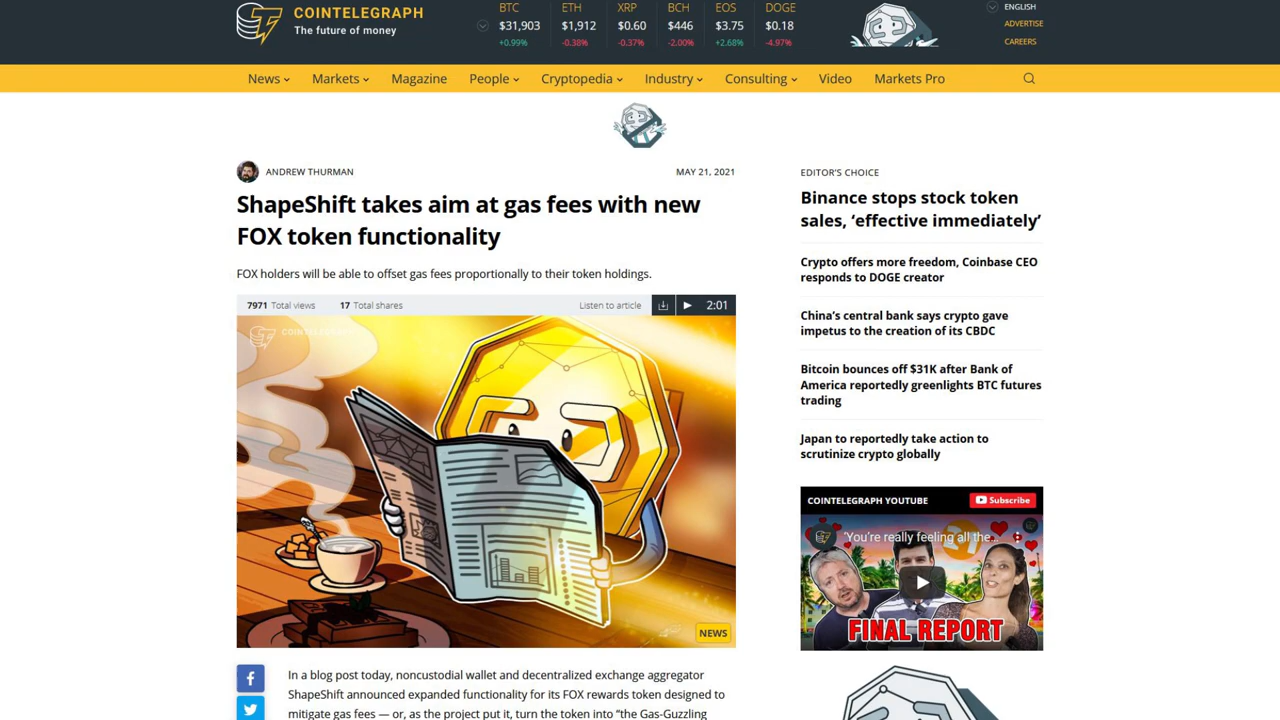 COINTELEGRAPH
The future of money
BTC
$31,903
+0.99%
ETH
$1,912
-0.38%
XRP
$0.60
-0.37%
BCH
$446
-2.00%
EOS
$3.75
+2.68%
DOGE
$0.18
-4.97%
ENGLISH
ADVERTISE
CAREERS
News
Markets
Magazine
People
Cryptopedia
Industry
Consulting
Video
Markets Pro
ANDREW THURMAN
MAY 21, 2021
ShapeShift takes aim at gas fees with new
FOX token functionality
FOX holders will be able to offset gas fees proportionally to their token holdings.
7971 Total views
17 Total shares
Listen to article
2:01
COINTELEGRAPH
NEWS
In a blog post today, noncustodial wallet and decentralized exchange aggregator
ShapeShift announced expanded functionality for its FOX rewards token designed to
mitigate gas fees — or, as the project put it, turn the token into “the Gas-Guzzling
EDITOR’S CHOICE
Binance stops stock token
sales, ‘effective immediately’
Crypto offers more freedom, Coinbase CEO
responds to DOGE creator
China’s central bank says crypto gave
impetus to the creation of its CBDC
Bitcoin bounces off $31K after Bank of
America reportedly greenlights BTC futures
trading
Japan to reportedly take action to
scrutinize crypto globally
COINTELEGRAPH YOUTUBE
Subscribe
‘You’re really feeling all the...
FINAL REPORT